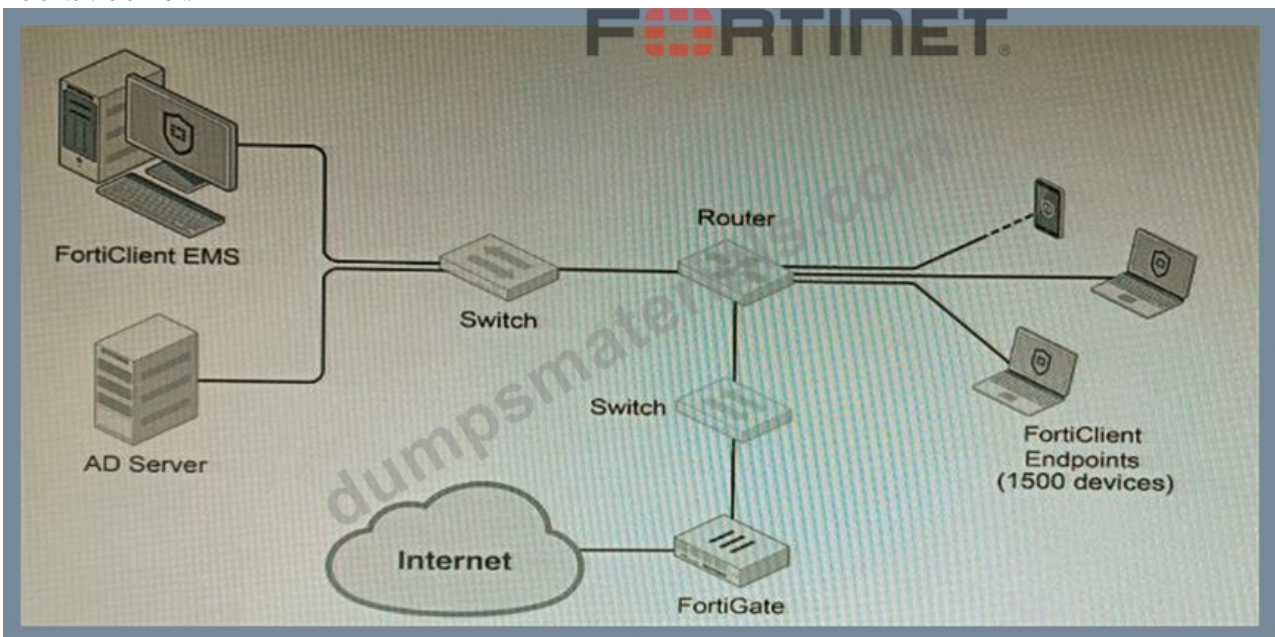 FORTINET®
FortiClient EMS
Router
Switch
AD Server
Switch
FortiClient
Endpoints
(1500 devices)
Internet
FortiGate
dumpsmaterials.com